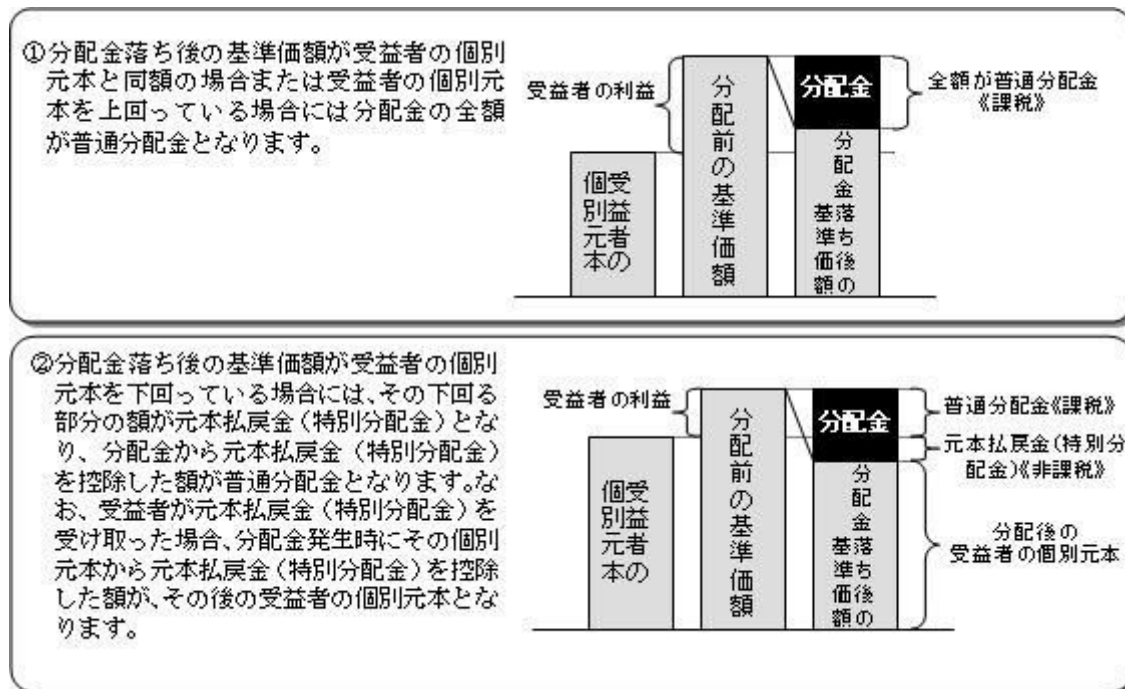 ①分配金落ち後の基準価額が受益者の個別
元本と同額の場合または受益者の個別元
本を上回っている場合には分配金の全額
が普通分配金となります。
受益者の利益
受益者の
個別元本
分配前の基準価額
分配金
分配金落ち後の
基準価額
全額が普通分配金
《課税》
②分配金落ち後の基準価額が受益者の個別
元本を下回っている場合には、その下回る
部分の額が元本払戻金(特別分配金)とな
り、分配金から元本払戻金(特別分配金)
を控除した額が普通分配金となります。な
お、受益者が元本払戻金(特別分配金)を
受け取った場合、分配金発生時にその個別
元本から元本払戻金(特別分配金)を控除
した額が、その後の受益者の個別元本とな
ります。
受益者の利益
受益者の
個別元本
分配前の基準価額
分配金
分配金落ち後の
基準価額
普通分配金《課税》
元本払戻金(特別分
配金)《非課税》
分配後の
受益者の個別元本